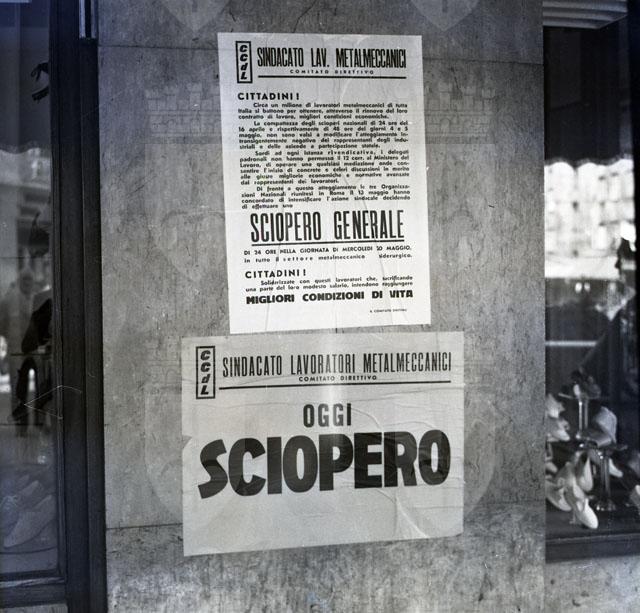 CCdL
SINDACATO LAV. METALMECCANICI
COMITATO DIRETTIVO
CITTADINI!
Circa un milione di lavoratori metalmeccanici di tutta
Italia si battono per ottenere, attraverso il rinnovo del loro
contratto di lavoro, migliori condizioni economiche.
La compattezza degli scioperi nazionali di 24 ore del
16 aprile e rispettivamente di 48 ore dei giorni 4 e 5
maggio, non sono valsi a modificare l'atteggiamento in-
transigentemente negativo dei rappresentanti degli indu-
striali e delle aziende a partecipazione statale.
Sordi ad ogni istanza rivendicativa, i delegati
padronali non hanno permesso il 12 corr. al Ministero del
Lavoro, di operare una qualsiasi mediazione onde con-
sentire l'inizio di concrete e celeri discussioni in merito
alle giuste migliorie economiche e normative avanzate
dai rappresentanti dei lavoratori.
Di fronte a questo atteggiamento le tre Organizza-
zioni Nazionali riunitesi in Roma il 13 maggio hanno
concordato di intensificare l'azione sindacale decidendo
di effettuare uno
SCIOPERO GENERALE
DI 24 ORE NELLA GIORNATA DI MERCOLEDI 20 MAGGIO,
in tutto il settore metalmeccanico siderurgico.
CITTADINI!
Solidarizzate con questi lavoratori che, sacrificando
una parte del loro modesto salario, intendono raggiungere
MIGLIORI CONDIZIONI DI VITA
IL COMITATO DIRETTIVO
CCdL
SINDACATO LAVORATORI METALMECCANICI
COMITATO DIRETTIVO
OGGI
SCIOPERO